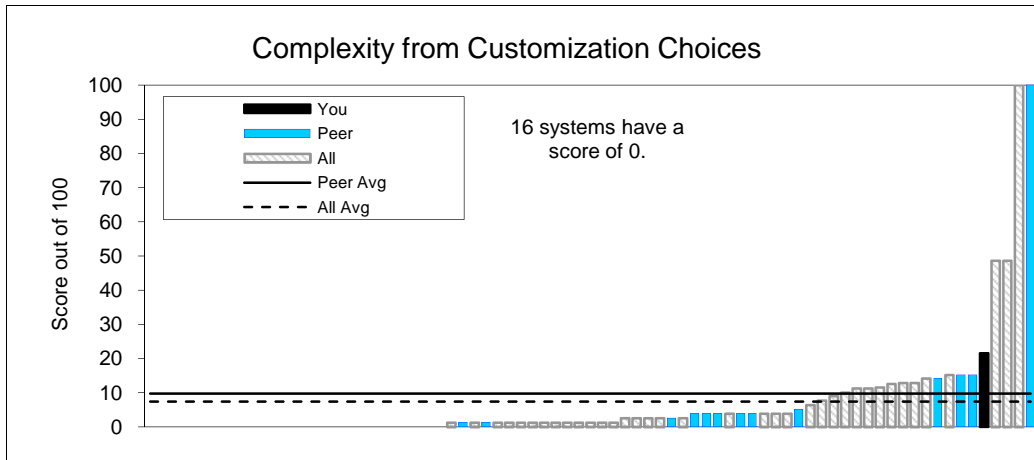 Complexity from Customization Choices
100
90
80
70
60
50
40
30
20
10
0
Score out of 100
You
Peer
All
Peer Avg
All Avg
16 systems have a
score of 0.